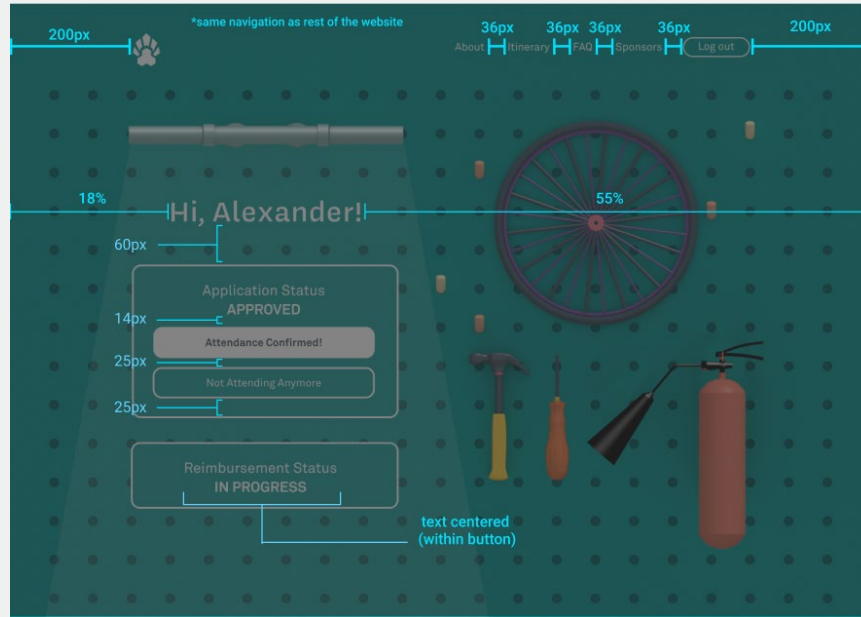 *same navigation as rest of the website
200px
36px
36px
36px
36px
200px
About
Itinerary
FAQ
Sponsors
Log out
18%
Hi, Alexander!
55%
60px
Application Status
APPROVED
14px
Attendance Confirmed!
25px
Not Attending Anymore
25px
Reimbursement Status
IN PROGRESS
text centered
(within button)